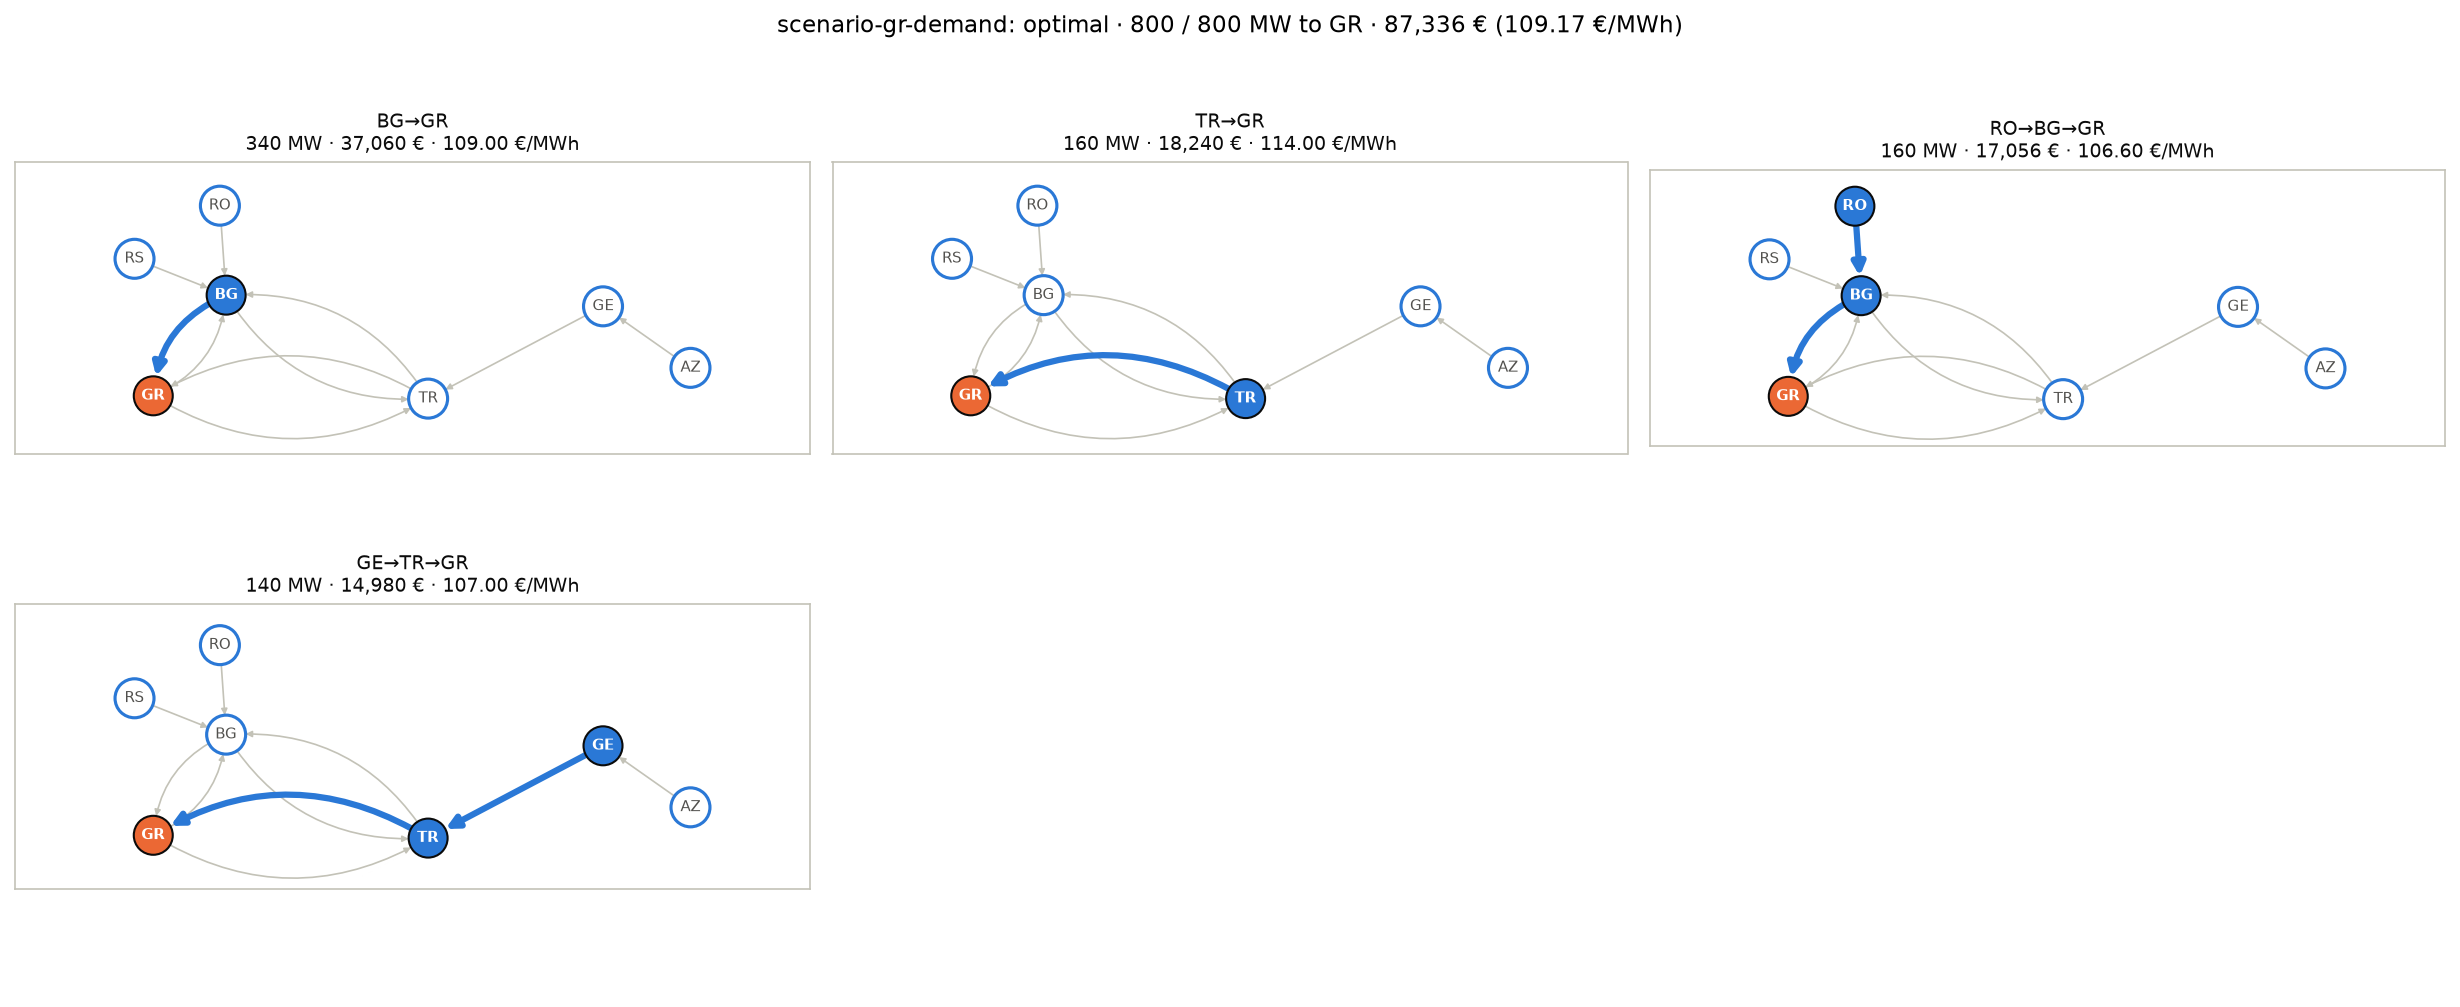 scenario-gr-demand: optimal · 800 / 800 MW to GR · 87,336 € (109.17 €/MWh)
BG→GR
340 MW · 37,060 € · 109.00 €/MWh
RO
RS
BG
GE
AZ
GR
TR
TR→GR
160 MW · 18,240 € · 114.00 €/MWh
RO
RS
BG
GE
AZ
GR
TR
RO→BG→GR
160 MW · 17,056 € · 106.60 €/MWh
RO
RS
BG
GE
AZ
GR
TR
GE→TR→GR
140 MW · 14,980 € · 107.00 €/MWh
RO
RS
BG
GE
AZ
GR
TR